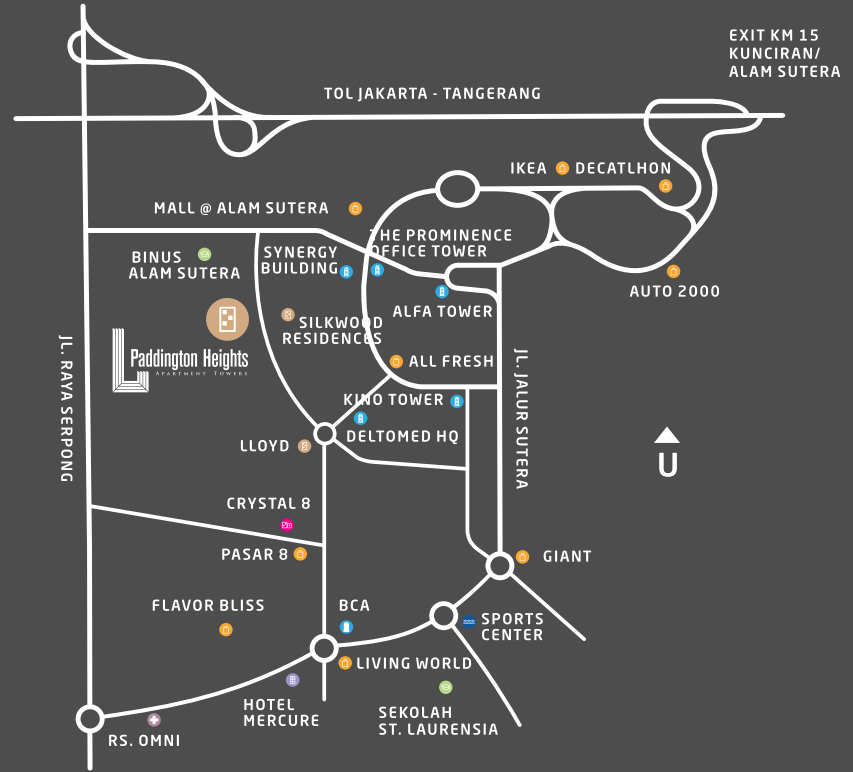 EXIT KM 15
KUNCIRAN/
ALAM SUTERA
TOL JAKARTA - TANGERANG
IKEA
DECATLHON
MALL @ ALAM SUTERA
THE PROMINENCE
OFFICE TOWER
BINUS
ALAM SUTERA
SYNERGY
BUILDING
AUTO 2000
ALFA TOWER
SILKWOOD
RESIDENCES
Paddington Heights
APARTMENT TOWERS
JL. RAYA SERPONG
ALL FRESH
JL. JALUR SUTERA
KINO TOWER
DELTOMED HQ
LLOYD
U
CRYSTAL 8
PASAR 8
GIANT
FLAVOR BLISS
BCA
SPORTS
CENTER
LIVING WORLD
HOTEL
MERCURE
SEKOLAH
ST. LAURENSIA
RS. OMNI